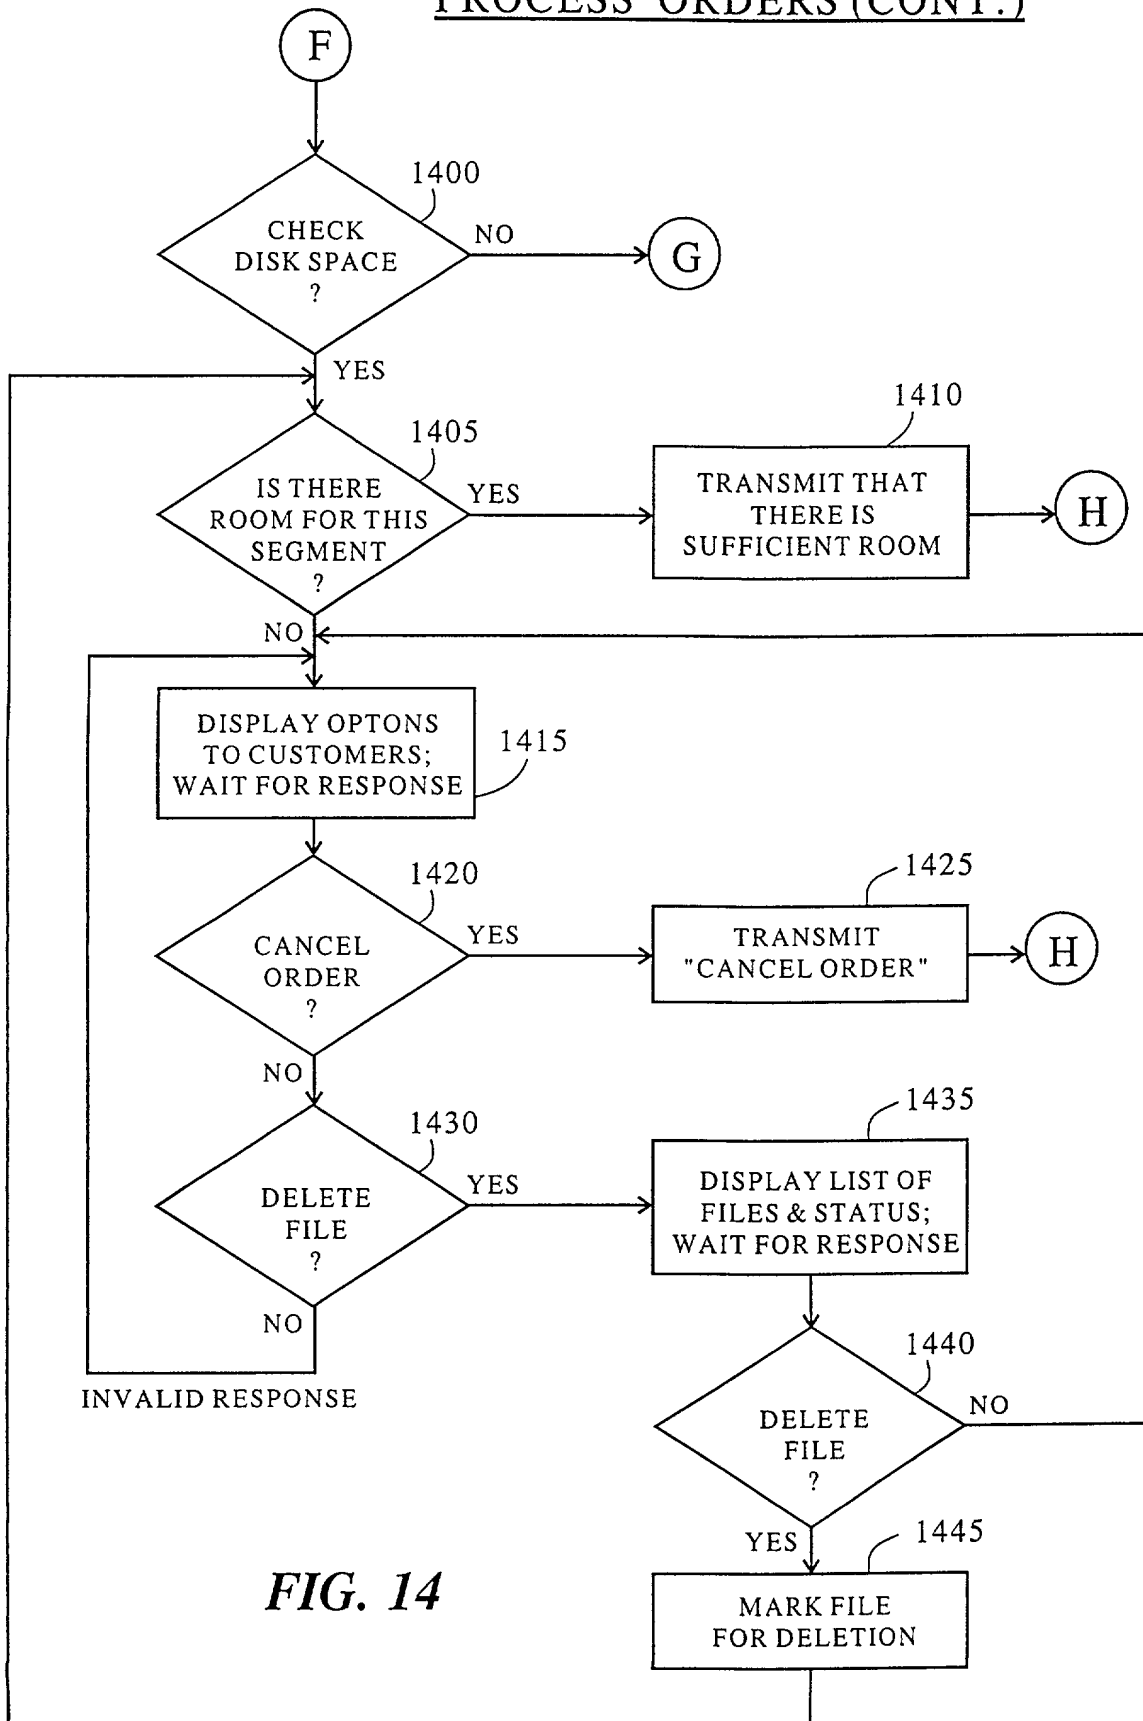 PROCESS ORDERS (CONT.)
F
1400
CHECK
DISK SPACE
?
NO
G
YES
1405
IS THERE
ROOM FOR THIS
SEGMENT
?
YES
1410
TRANSMIT THAT
THERE IS
SUFFICIENT ROOM
H
NO
DISPLAY OPTONS
TO CUSTOMERS;
WAIT FOR RESPONSE
1415
1420
CANCEL
ORDER
?
YES
1425
TRANSMIT
"CANCEL ORDER"
H
NO
1430
DELETE
FILE
?
YES
1435
DISPLAY LIST OF
FILES & STATUS;
WAIT FOR RESPONSE
NO
INVALID RESPONSE
1440
DELETE
FILE
?
NO
YES
1445
MARK FILE
FOR DELETION
FIG. 14